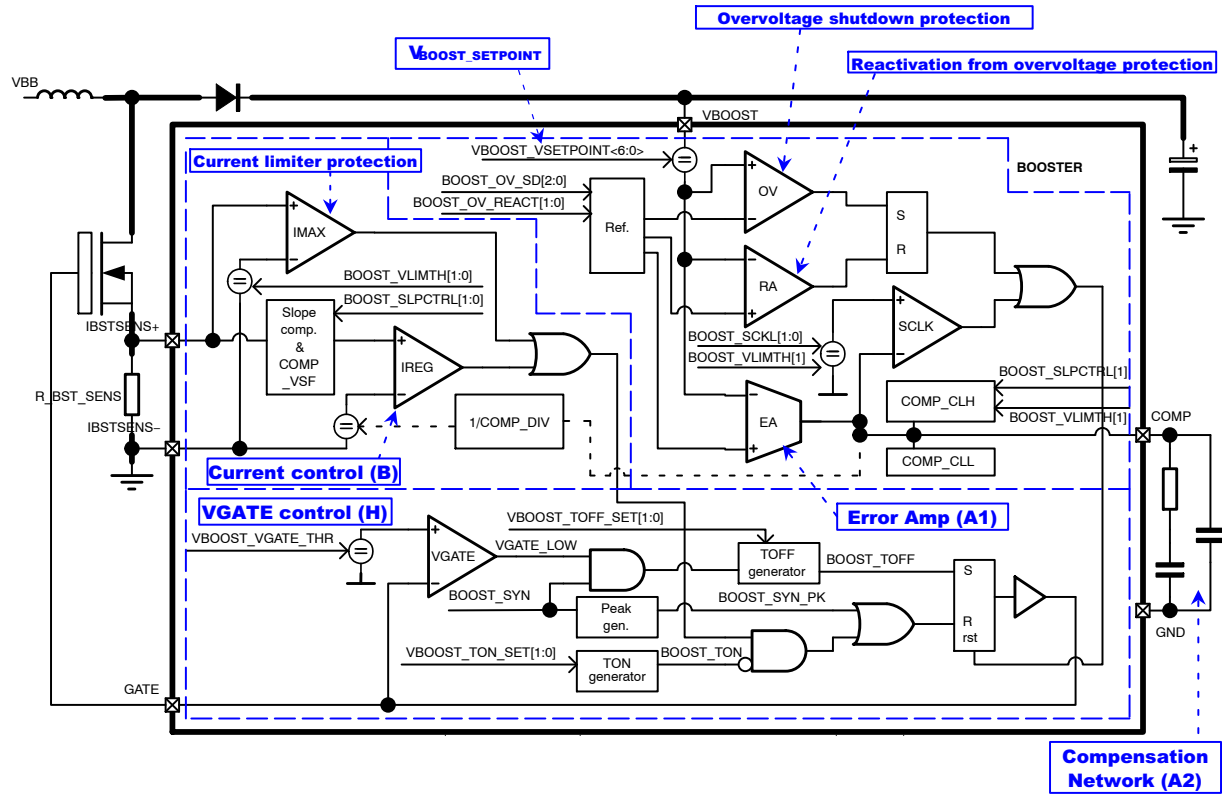 Overvoltage shutdown protection
VBOOST_SETPOINT
Reactivation from overvoltage protection
VBB
VBOOST
VBOOST_VSETPOINT<6:0>
BOOSTER
Current limiter protection
BOOST_OV_SD[2:0]
BOOST_OV_REACT[1:0]
Ref.
OV
S
R
IMAX
RA
BOOST_VLIMTH[1:0]
BOOST_SLPCTRL[1:0]
IBSTSENS+
Slope
comp.
&
COMP
_VSF
IREG
SCLK
BOOST_SCKL[1:0]
BOOST_VLIMTH[1]
BOOST_SLPCTRL[1]
R_BST_SENS
COMP_CLH
BOOST_VLIMTH[1]
COMP
IBSTSENS−
1/COMP_DIV
EA
COMP_CLL
Current control (B)
VGATE control (H)
Error Amp (A1)
VBOOST_TOFF_SET[1:0]
VBOOST_VGATE_THR
VGATE
VGATE_LOW
TOFF
generator
BOOST_TOFF
S
R
rst
BOOST_SYN
Peak
gen.
BOOST_SYN_PK
GND
VBOOST_TON_SET[1:0]
TON
generator
BOOST_TON
GATE
Compensation
Network (A2)